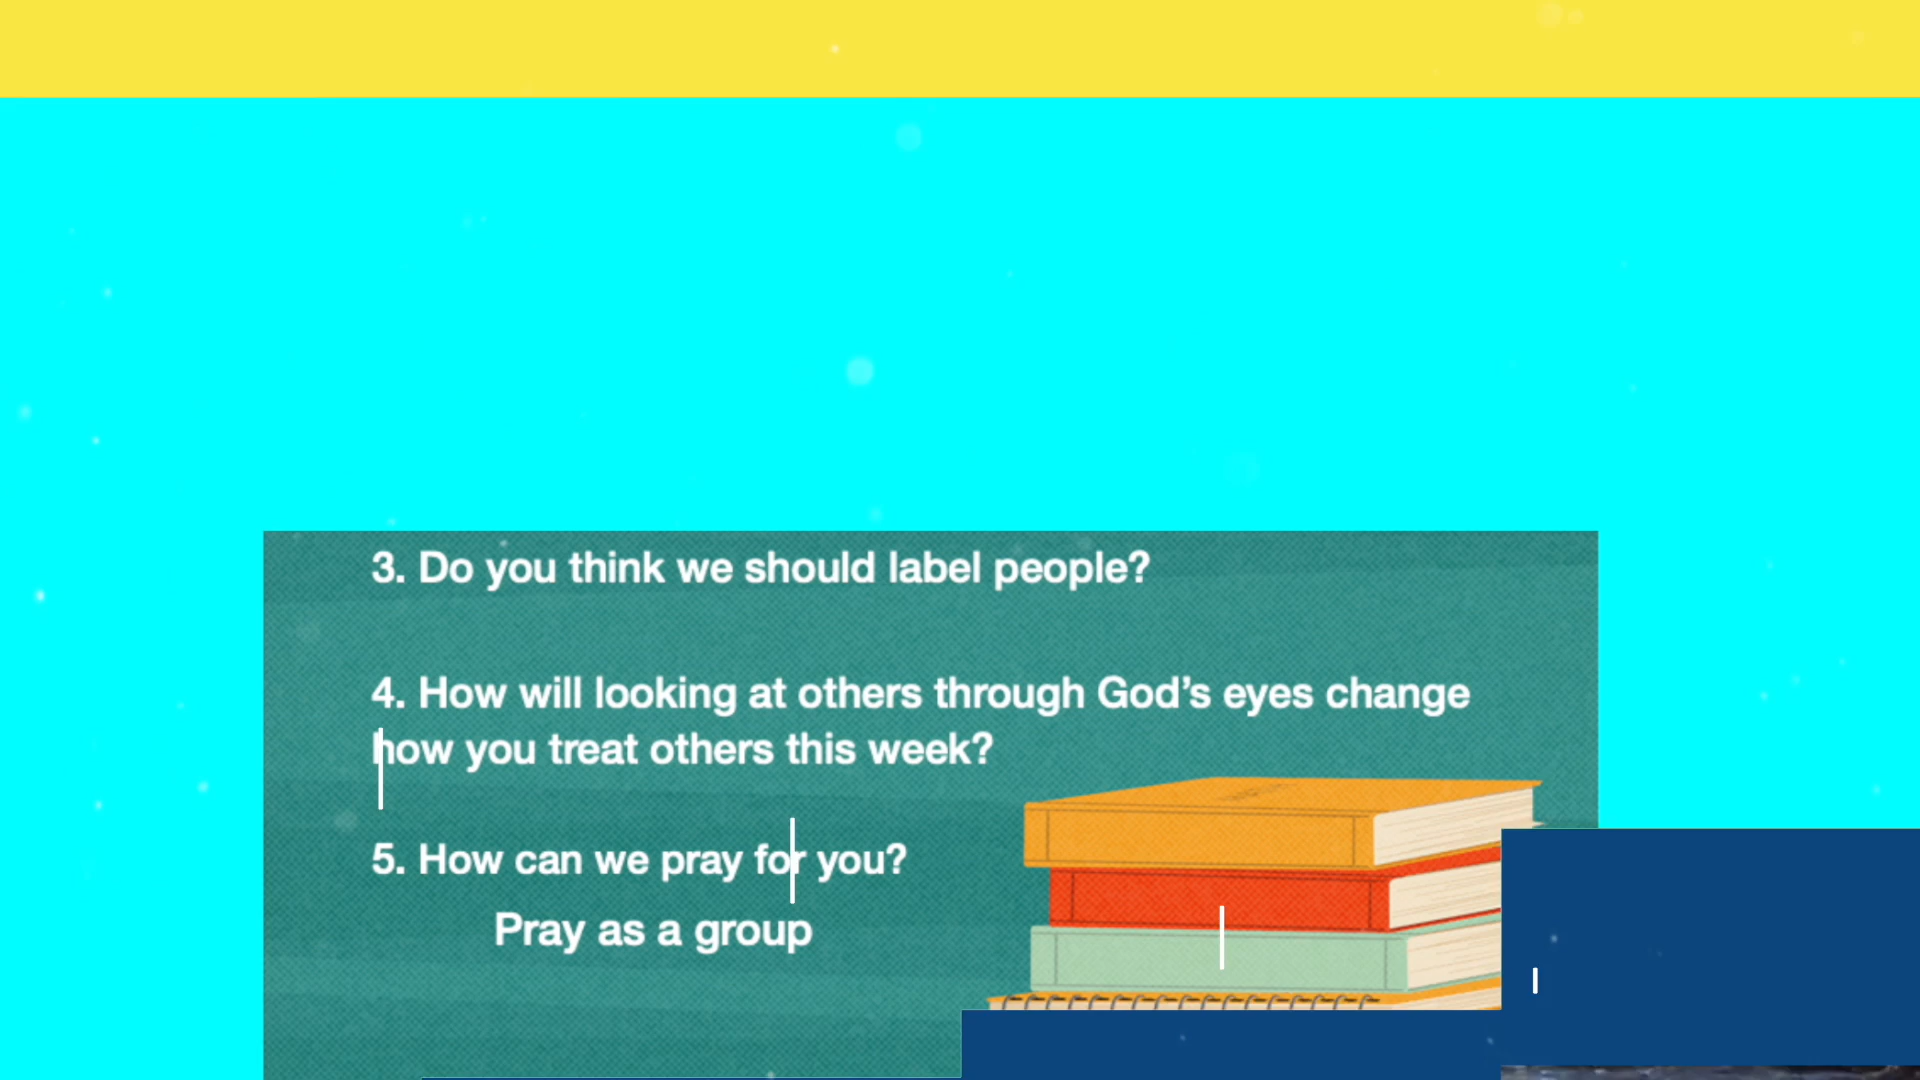 3. Do you think we should label people?
4. How will looking at others through God's eyes change
how you treat others this week?
5. How can we pray for you?
Pray as a group